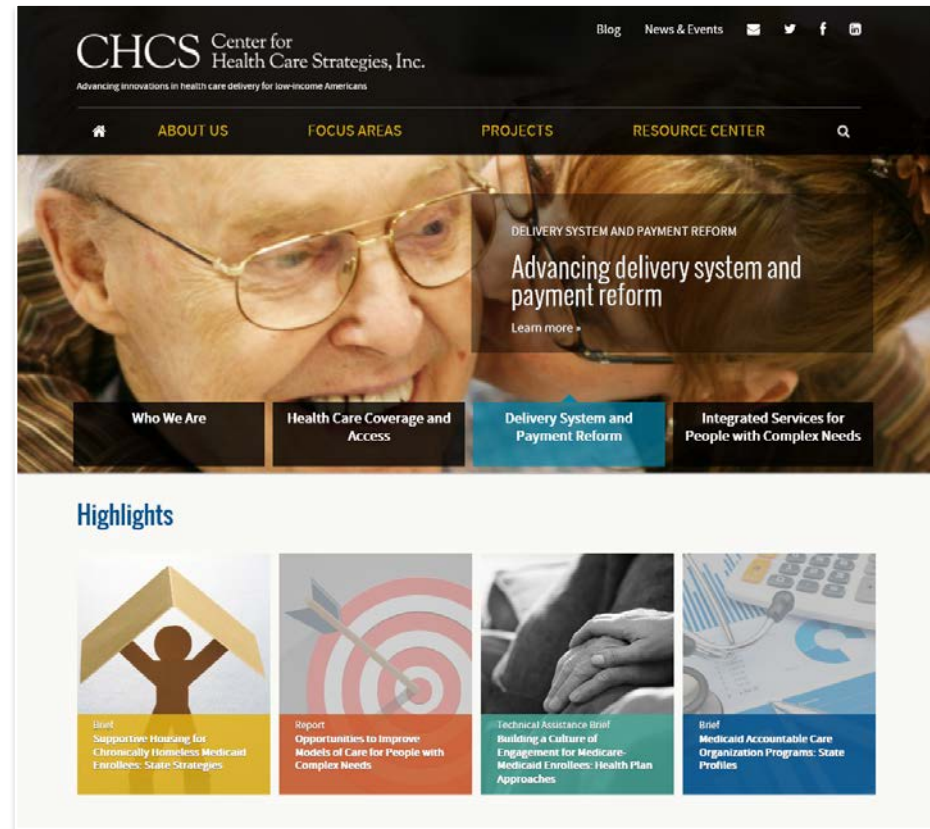 Blog News & Events
CHCS Center for
Health Care Strategies, Inc.
Advancing innovations in health care delivery for low-income Americans
ABOUT US FOCUS AREAS PROJECTS RESOURCE CENTER
DELIVERY SYSTEM AND PAYMENT REFORM
Advancing delivery system and
payment reform
Learn more »
Who We Are
Health Care Coverage and
Access
Delivery System and
Payment Reform
Integrated Services for
People with Complex Needs
Highlights
Brief
Supportive Housing for
Chronically Homeless Medicaid
Enrollees: State Strategies
Report
Opportunities to Improve
Models of Care for People with
Complex Needs
Technical Assistance Brief
Building a Culture of
Engagement for Medicare-
Medicaid Enrollees: Health Plan
Approaches
Brief
Medicaid Accountable Care
Organization Programs: State
Profiles